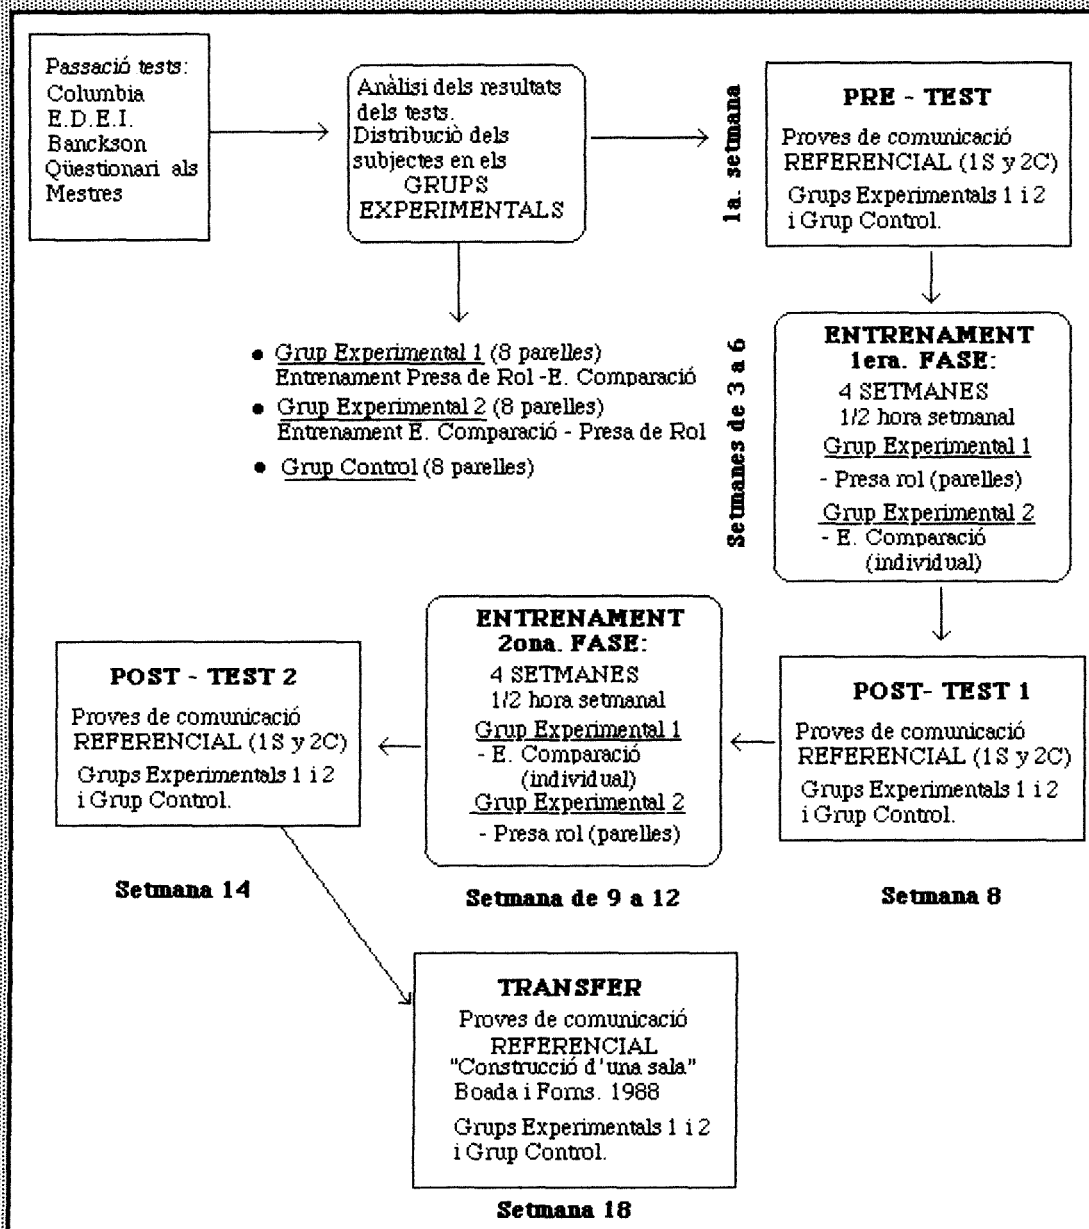 Passació tests:
Columbia
E.D.E.I.
Banckson
Qüestionari als
Mestres
Anàlisi dels resultats
dels tests.
Distribuciò dels
subjectes en els
GRUPS
EXPERIMENTALS
1a. setmana
PRE - TEST
Proves de comunicació
REFERENCIAL (1S y 2C)
Grups Experimentals 1 i 2
i Grup Control.
● Grup Experimental 1 (8 parelles)
Entrenament Presa de Rol -E. Comparació
● Grup Experimental 2 (8 parelles)
Entrenament E. Comparació - Presa de Rol
● Grup Control (8 parelles)
Setmanes de 3 a 6
ENTRENAMENT
1era. FASE:
4 SETMANES
1/2 hora setmanal
Grup Experimental 1
- Presa rol (parelles)
Grup Experimental 2
- E. Comparació
(individual)
POST- TEST 1
Proves de comunicació
REFERENCIAL (1S y 2C)
Grups Experimentals 1 i 2
i Grup Control.
Setmana 8
ENTRENAMENT
2ona. FASE:
4 SETMANES
1/2 hora setmanal
Grup Experimental 1
- E. Comparació
(individual)
Grup Experimental 2
- Presa rol (parelles)
Setmana de 9 a 12
POST - TEST 2
Proves de comunicació
REFERENCIAL (1S y 2C)
Grups Experimentals 1 i 2
i Grup Control.
Setmana 14
TRANSFER
Proves de comunicació
REFERENCIAL
"Construcció d'una sala"
Boada i Forns. 1988
Grups Experimentals 1 i 2
i Grup Control.
Setmana 18